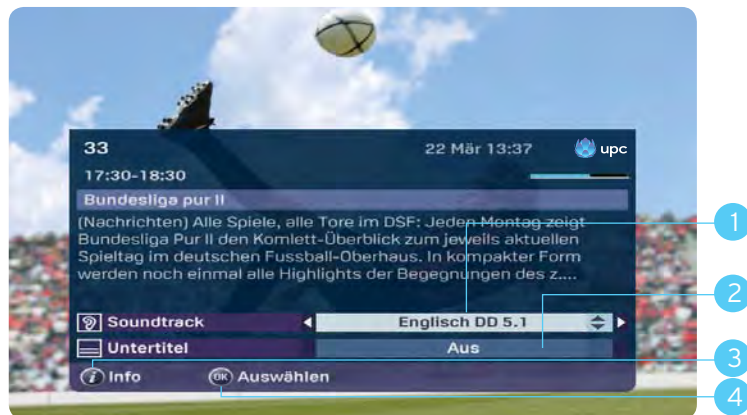 33 22 Mär 13:37 upc
17:30-18:30
Bundesliga pur II
(Nachrichten) Alle Spiele, alle Tore im DSF: Jeden Montag zeigt
Bundesliga Pur II den Komlett-Überblick zum jeweils aktuellen
Spieltag im deutschen Fussball-Oberhaus. In kompakter Form
werden noch einmal alle Highlights der Begegnungen des z....
1
2
Soundtrack Englisch DD 5.1
Untertitel Aus
3
i Info OK Auswählen
4